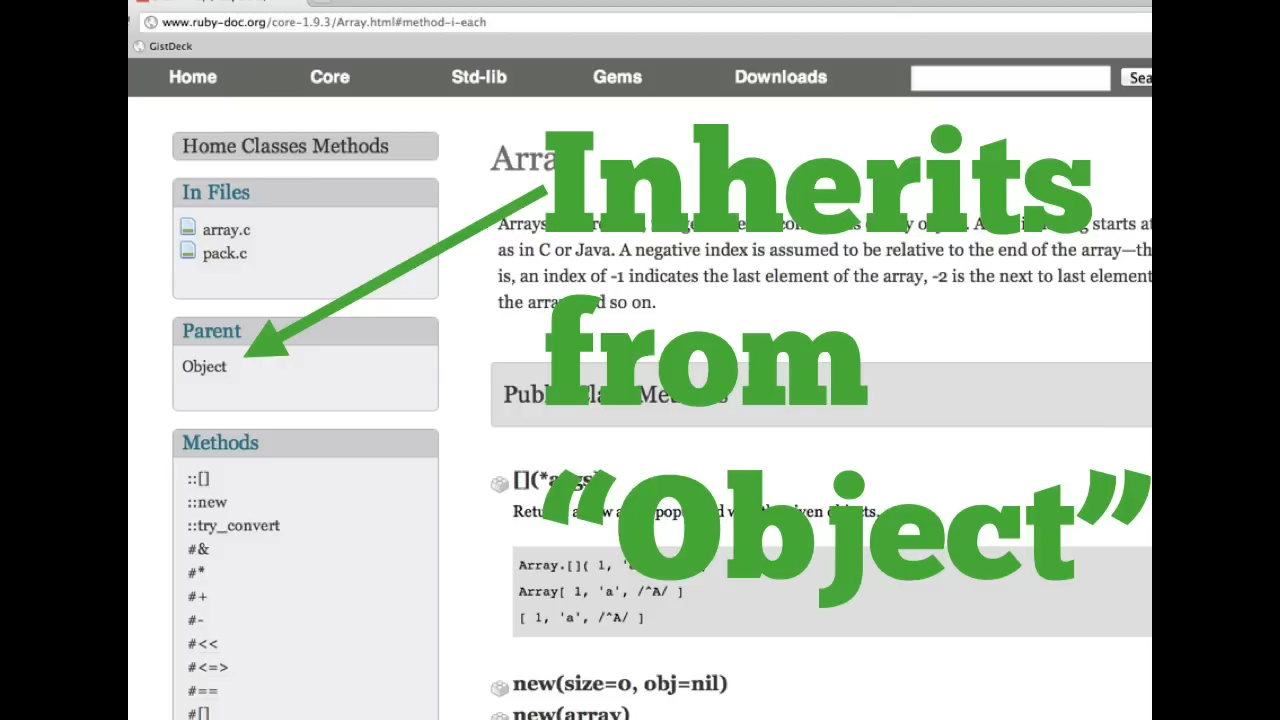 www.ruby-doc.org/core-1.9.3/Array.html#method-i-each
GistDeck
Home Core Std-lib Gems Downloads
Home Classes Methods
In Files
array.c
pack.c
Parent
Object
Methods
::[]
::new
::try_convert
#&
#*
#+
#-
#<<
#<=>
#==
#[]
Inherits
from
“Object”
as in C or Java. A negative index is assumed to be relative to the end of the array—
is, an index of -1 indicates the last element of the array, -2 is the next to last element
the
so on.
Array.[]( 1,
Array[ 1, 'a', /^A/ ]
[ 1, 'a', /^A/ ]
new(size=0, obj=nil)
new(array)